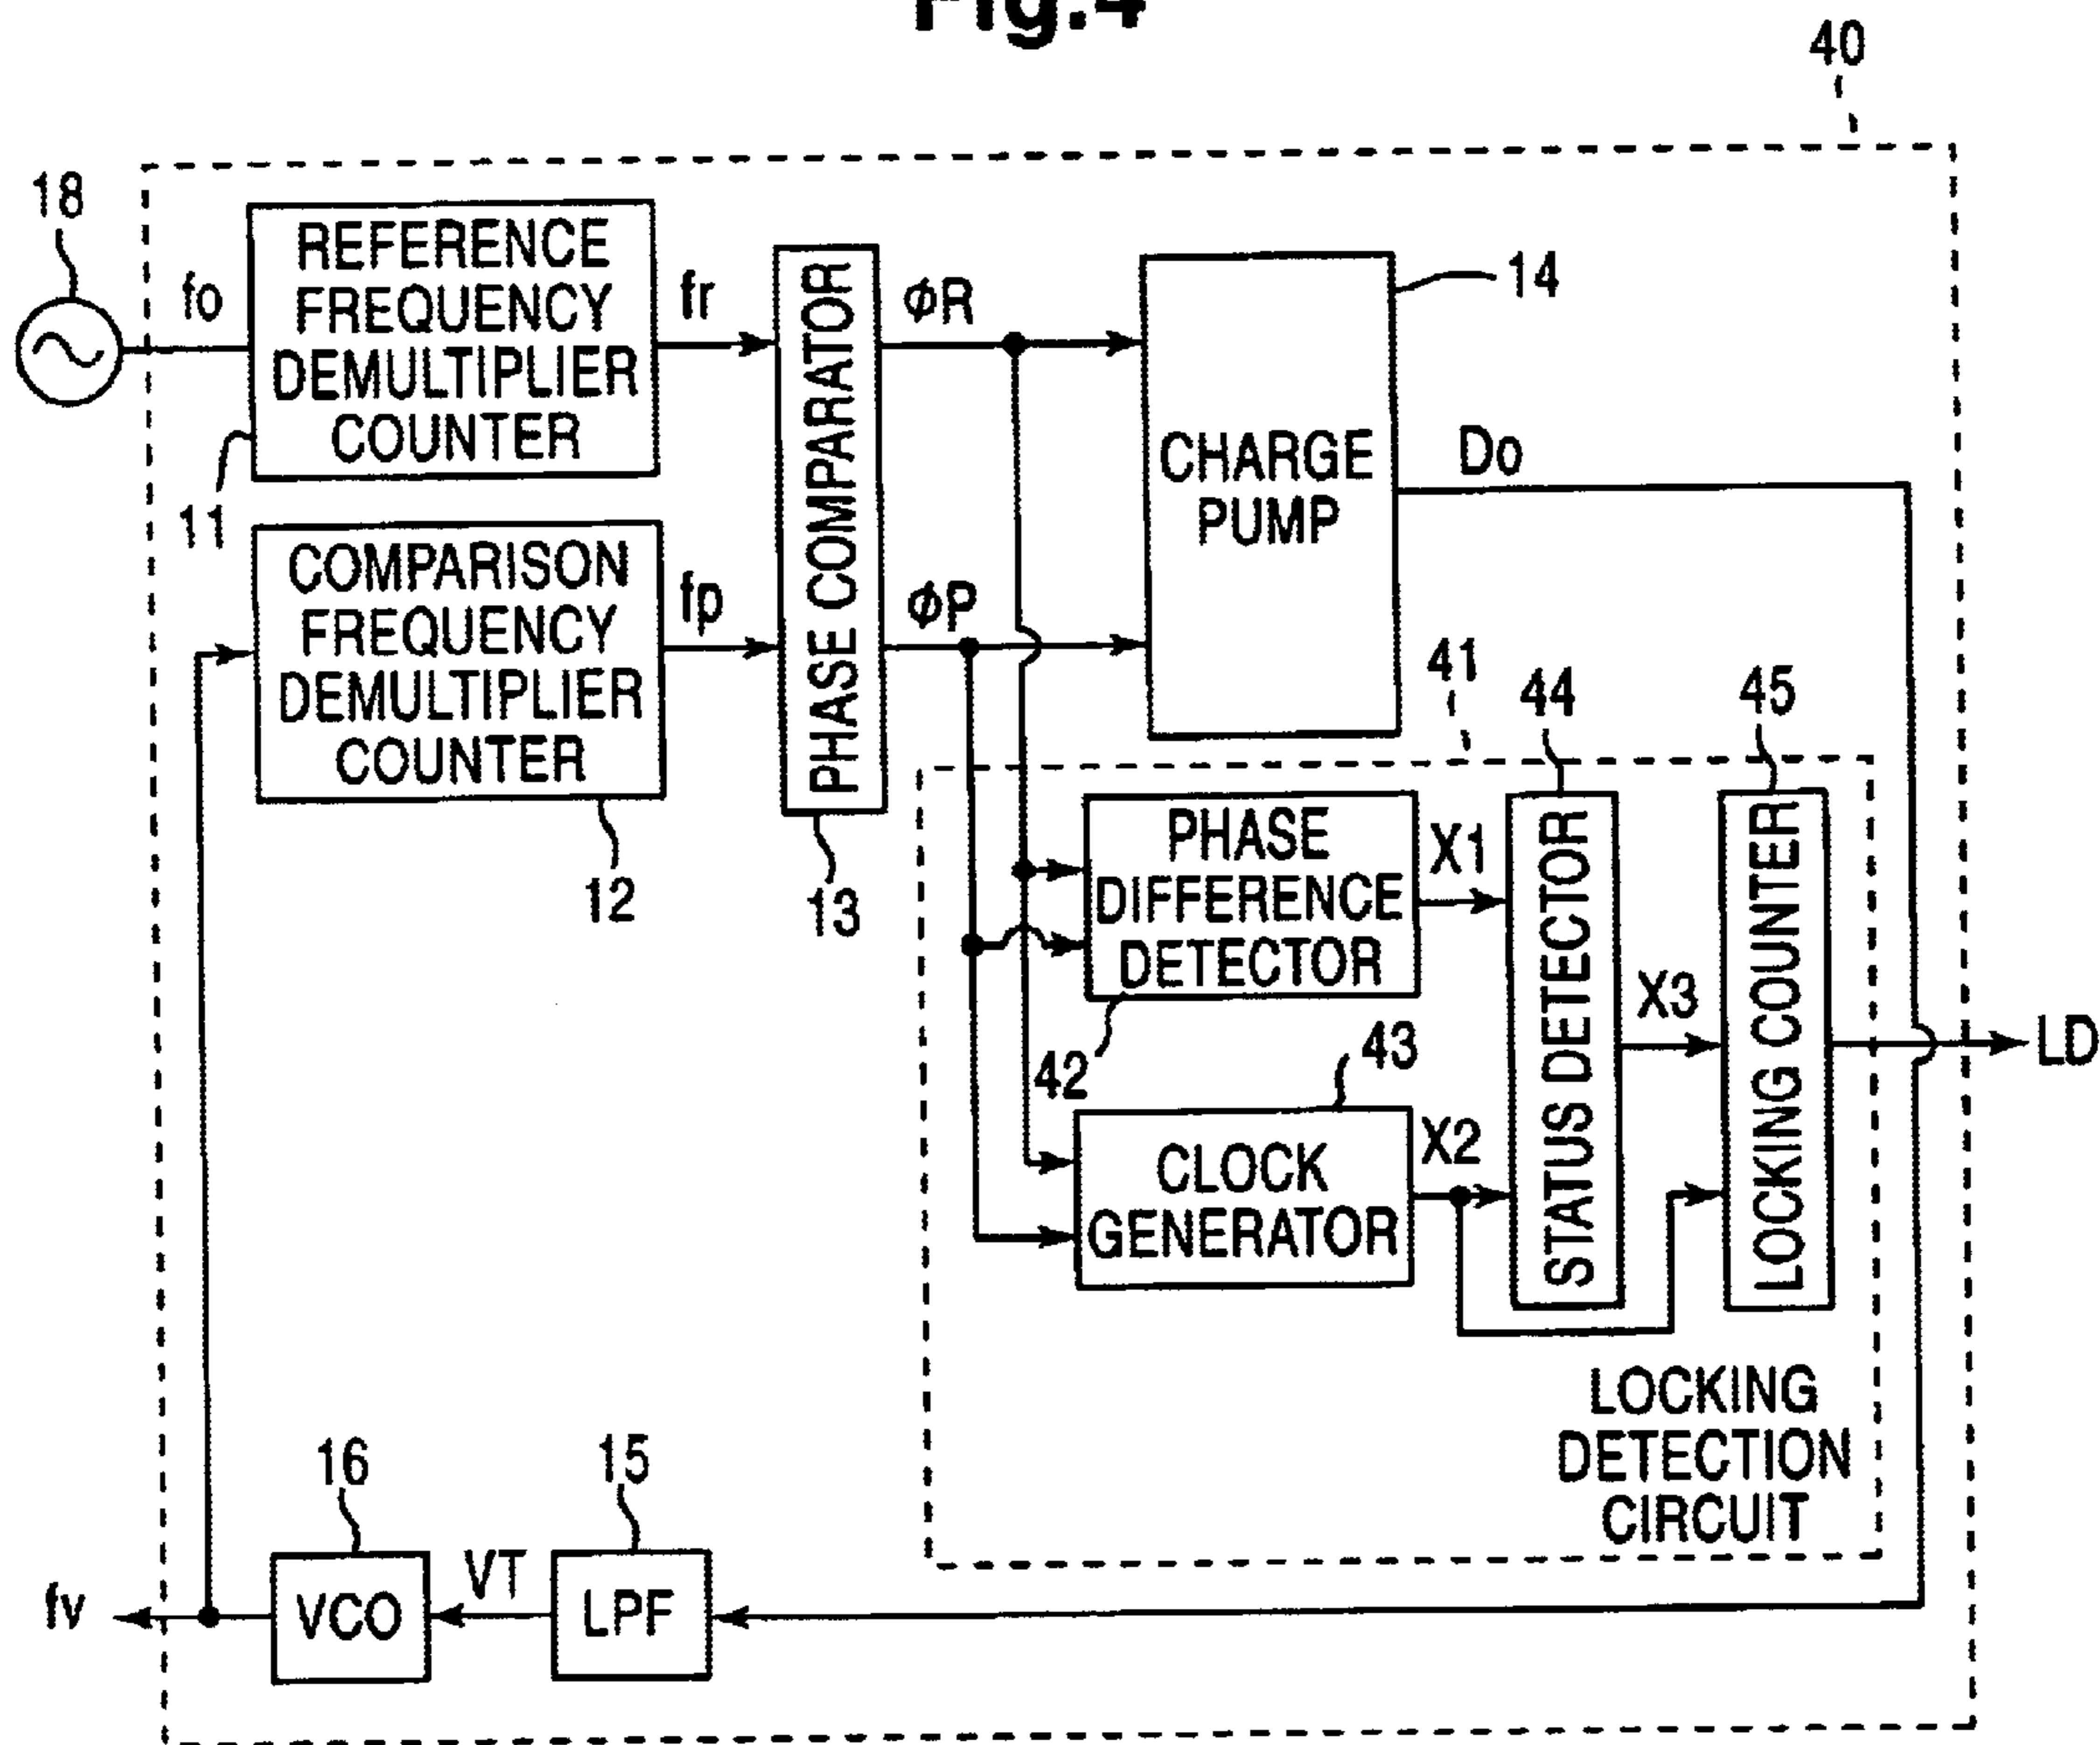 Fig.4
40
18
fo
REFERENCE
FREQUENCY
DEMULTIPLIER
COUNTER
11
fr
PHASE COMPARATOR
13
ϕR
ϕP
CHARGE
PUMP
14
Do
COMPARISON
FREQUENCY
DEMULTIPLIER
COUNTER
12
fp
41
44
45
PHASE
DIFFERENCE
DETECTOR
42
X1
43
CLOCK
GENERATOR
X2
STATUS DETECTOR
X3
LOCKING COUNTER
LD
LOCKING
DETECTION
CIRCUIT
16
15
fv
VCO
VT
LPF